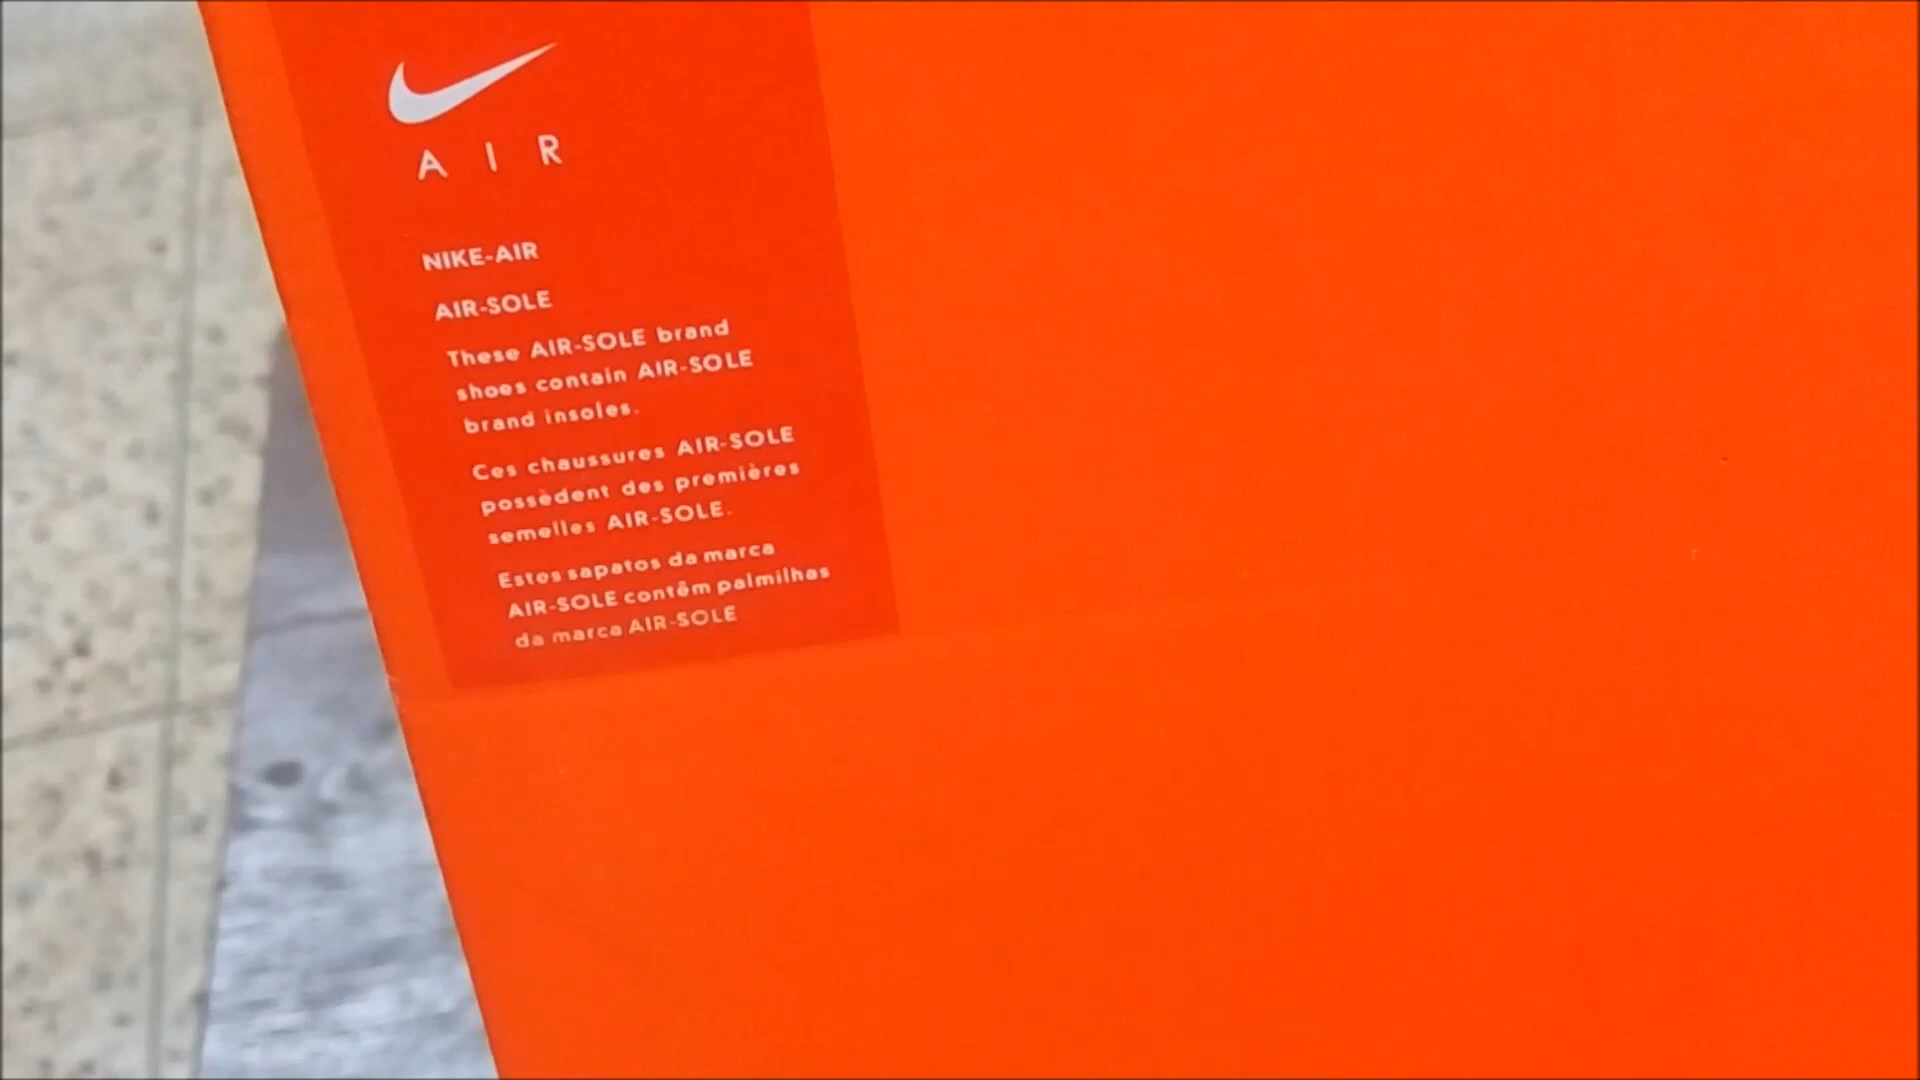 AIR
NIKE-AIR
AIR-SOLE
These AIR-SOLE brand
shoes contain AIR-SOLE
brand insoles.
Ces chaussures AIR-SOLE
possèdent des premières
semelles AIR-SOLE.
Estes sapatos da marca
AIR-SOLE contêm palmilhas
da marca AIR-SOLE